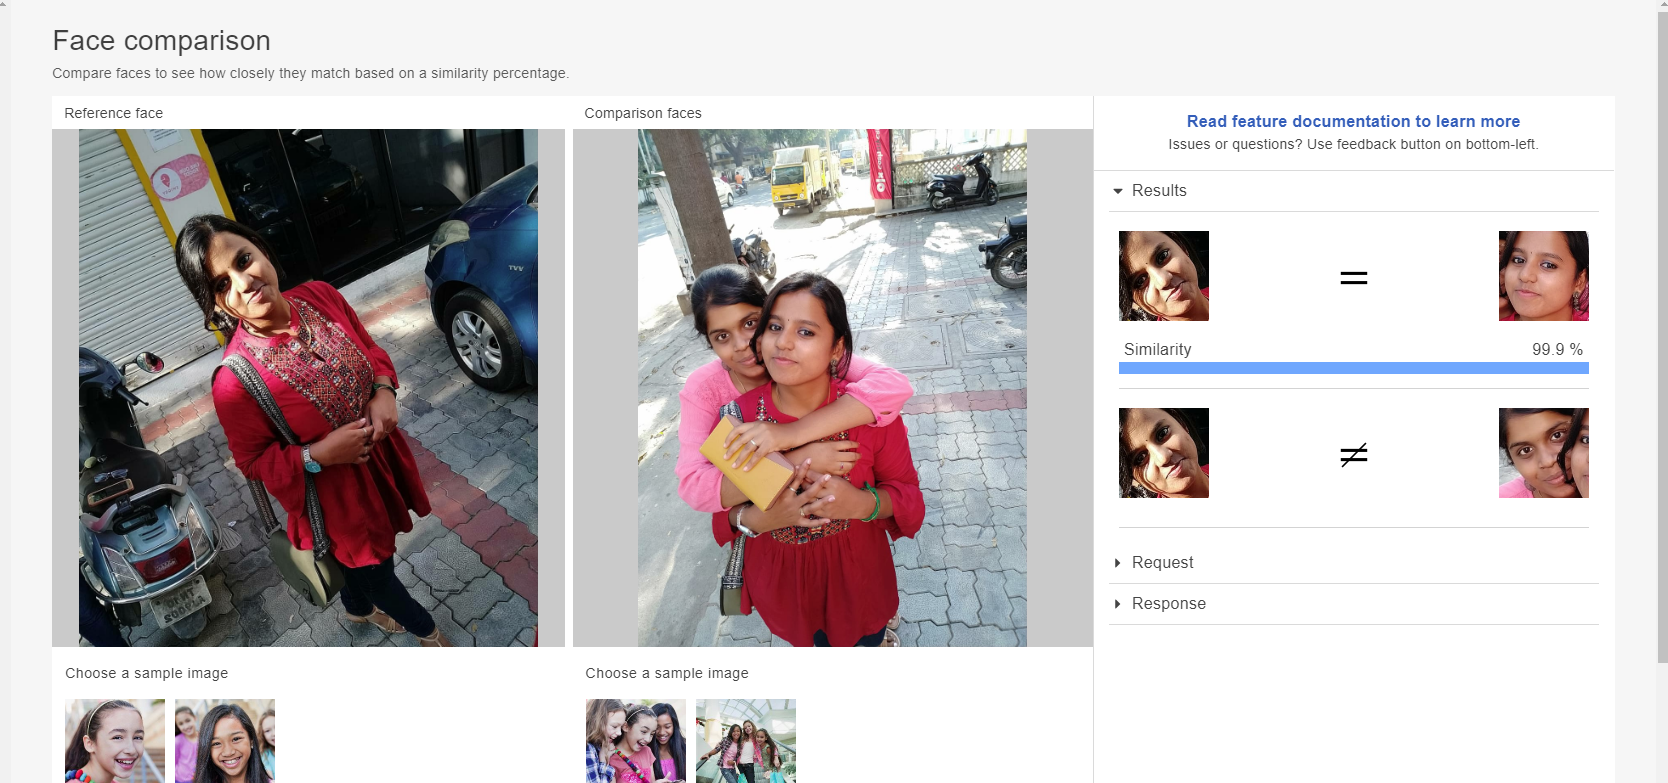 Face comparison
Compare faces to see how closely they match based on a similarity percentage.
Reference face
Comparison faces
Read feature documentation to learn more
Issues or questions? Use feedback button on bottom-left.
Results
=
Similarity
99.9 %
≠
Request
Response
Choose a sample image
Choose a sample image